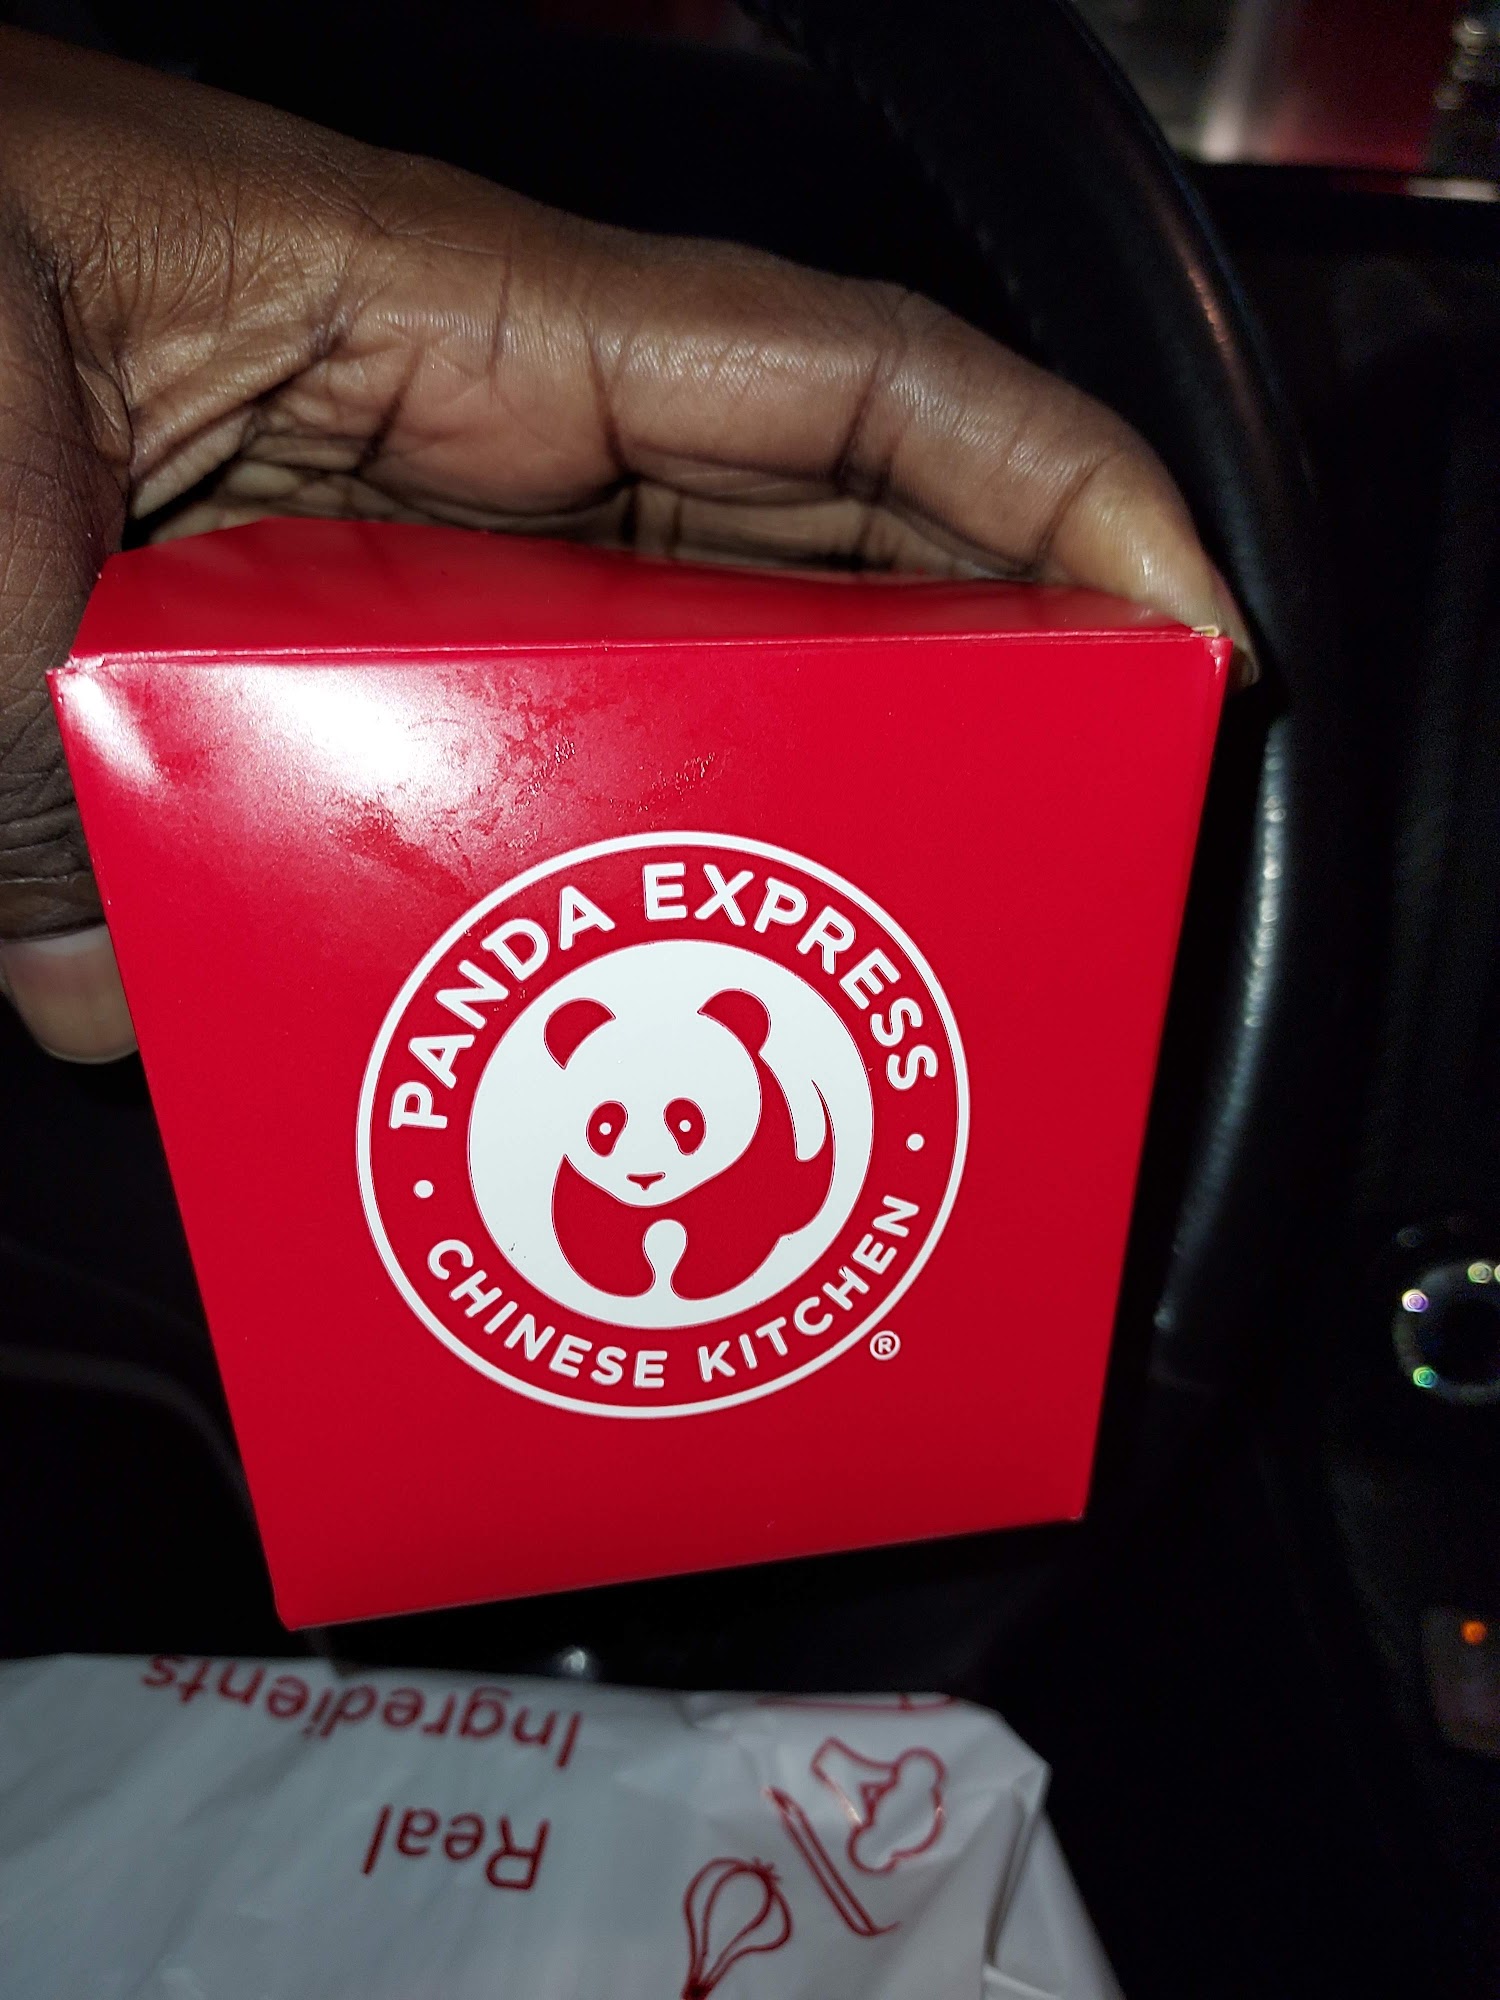 PANDA EXPRESS
CHINESE KITCHEN
®
Real
Ingredients